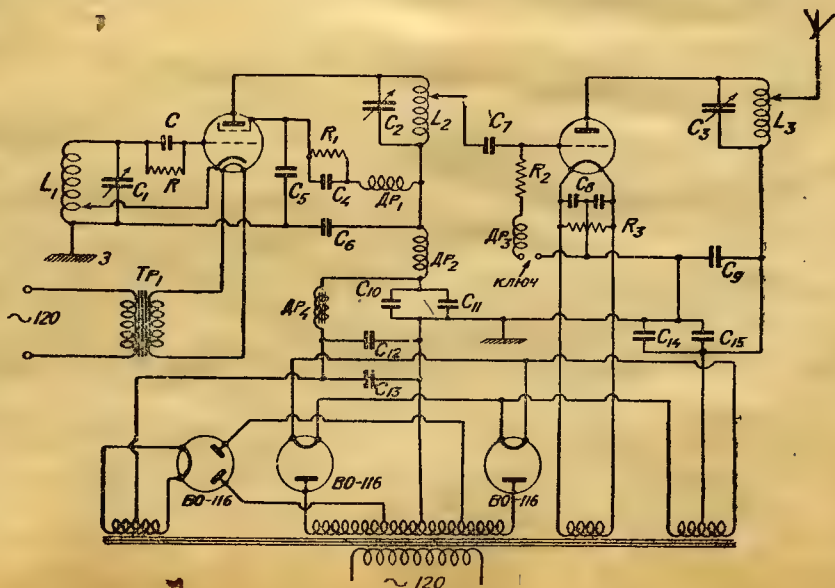 C
R
L₁
C₁
З
C₅
R₁
C₄
ДР₁
C₂
L₂
C₇
C₆
ДР₂
R₂
ДР₃
КЛЮЧ
C₈
R₃
C₃
L₃
C₉
ТР₁
~120
ДР₄
C₁₀
C₁₁
C₁₂
C₁₃
C₁₄
C₁₅
ВО-116
ВО-116
ВО-116
~120